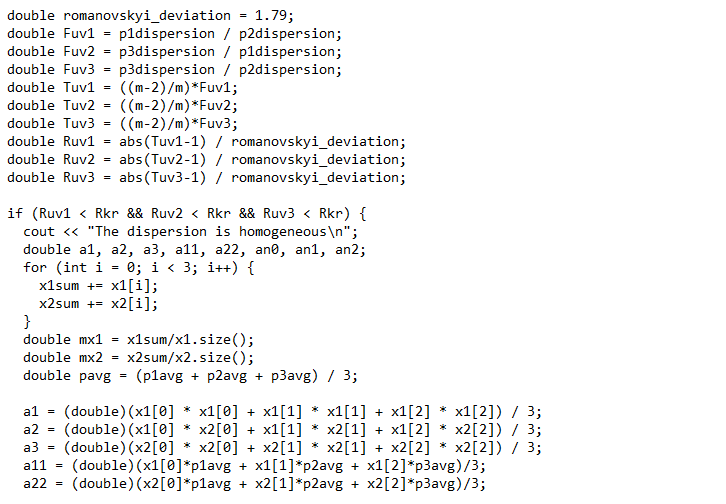 double romanovskyi_deviation = 1.79;
double Fuv1 = p1dispersion / p2dispersion;
double Fuv2 = p3dispersion / p1dispersion;
double Fuv3 = p3dispersion / p2dispersion;
double Tuv1 = ((m-2)/m)*Fuv1;
double Tuv2 = ((m-2)/m)*Fuv2;
double Tuv3 = ((m-2)/m)*Fuv3;
double Ruv1 = abs(Tuv1-1) / romanovskyi_deviation;
double Ruv2 = abs(Tuv2-1) / romanovskyi_deviation;
double Ruv3 = abs(Tuv3-1) / romanovskyi_deviation;

if (Ruv1 < Rkr && Ruv2 < Rkr && Ruv3 < Rkr) {
  cout << "The dispersion is homogeneous\n";
  double a1, a2, a3, a11, a22, an0, an1, an2;
  for (int i = 0; i < 3; i++) {
    x1sum += x1[i];
    x2sum += x2[i];
  }
  double mx1 = x1sum/x1.size();
  double mx2 = x2sum/x2.size();
  double pavg = (p1avg + p2avg + p3avg) / 3;

  a1 = (double)(x1[0] * x1[0] + x1[1] * x1[1] + x1[2] * x1[2]) / 3;
  a2 = (double)(x1[0] * x2[0] + x1[1] * x2[1] + x1[2] * x2[2]) / 3;
  a3 = (double)(x2[0] * x2[0] + x2[1] * x2[1] + x2[2] * x2[2]) / 3;
  a11 = (double)(x1[0]*p1avg + x1[1]*p2avg + x1[2]*p3avg)/3;
  a22 = (double)(x2[0]*p1avg + x2[1]*p2avg + x2[2]*p3avg)/3;